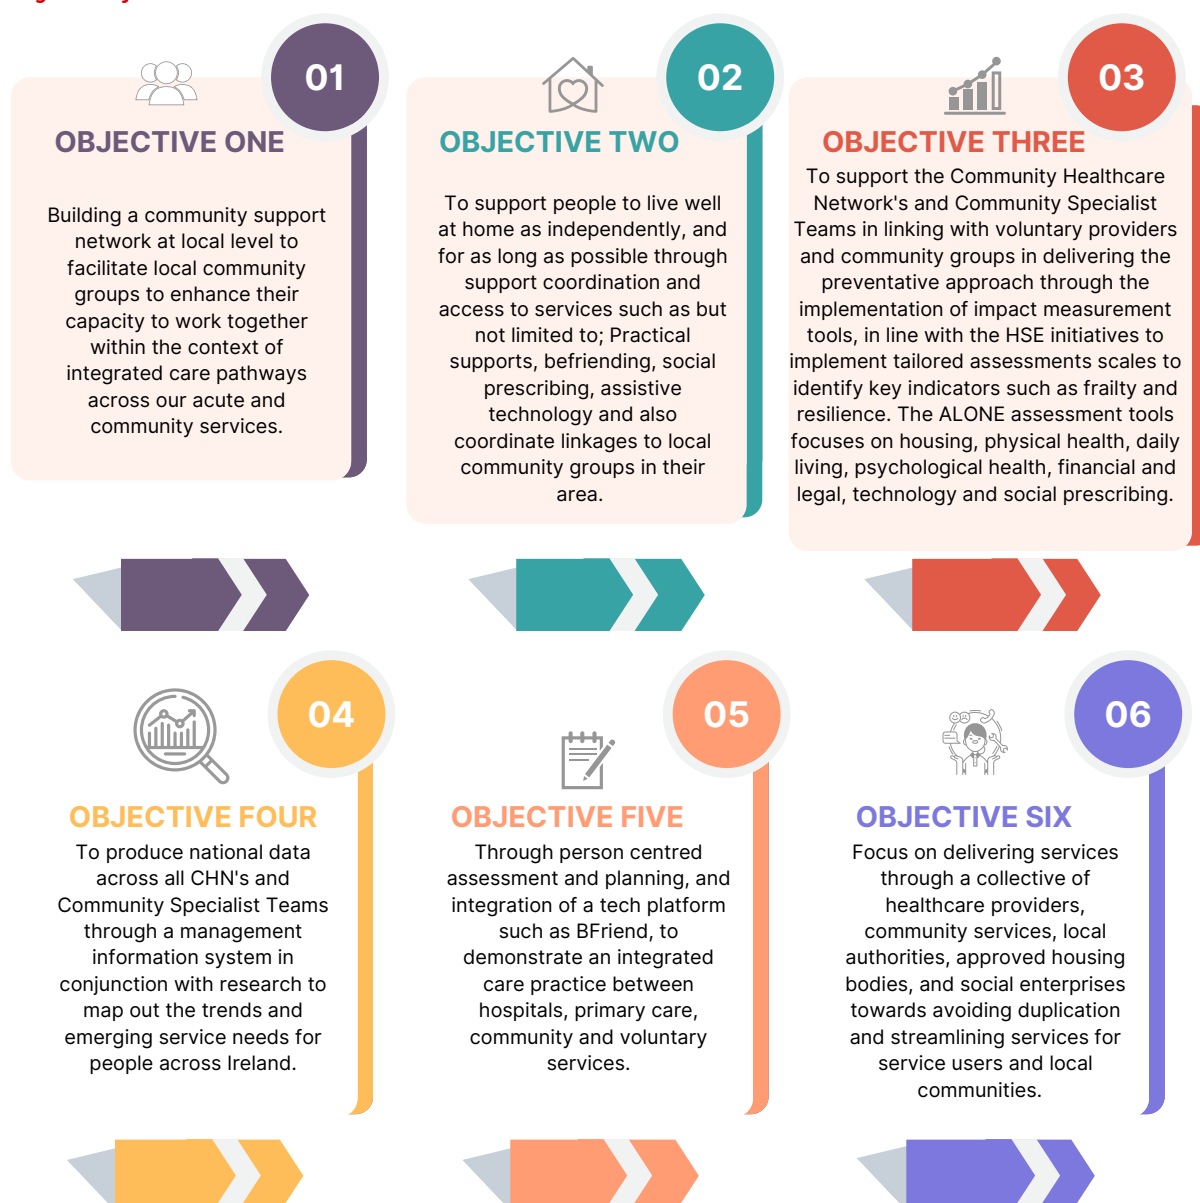 01
OBJECTIVE ONE
Building a community support
network at local level to
facilitate local community
groups to enhance their
capacity to work together
within the context of
integrated care pathways
across our acute and
community services.
02
OBJECTIVE TWO
To support people to live well
at home as independently, and
for as long as possible through
support coordination and
access to services such as but
not limited to; Practical
supports, befriending, social
prescribing, assistive
technology and also
coordinate linkages to local
community groups in their
area.
03
OBJECTIVE THREE
To support the Community Healthcare
Network's and Community Specialist
Teams in linking with voluntary providers
and community groups in delivering the
preventative approach through the
implementation of impact measurement
tools, in line with the HSE initiatives to
implement tailored assessments scales to
identify key indicators such as frailty and
resilience. The ALONE assessment tools
focuses on housing, physical health, daily
living, psychological health, financial and
legal, technology and social prescribing.
04
OBJECTIVE FOUR
To produce national data
across all CHN's and
Community Specialist Teams
through a management
information system in
conjunction with research to
map out the trends and
emerging service needs for
people across Ireland.
05
OBJECTIVE FIVE
Through person centred
assessment and planning, and
integration of a tech platform
such as BFriend, to
demonstrate an integrated
care practice between
hospitals, primary care,
community and voluntary
services.
06
OBJECTIVE SIX
Focus on delivering services
through a collective of
healthcare providers,
community services, local
authorities, approved housing
bodies, and social enterprises
towards avoiding duplication
and streamlining services for
service users and local
communities.